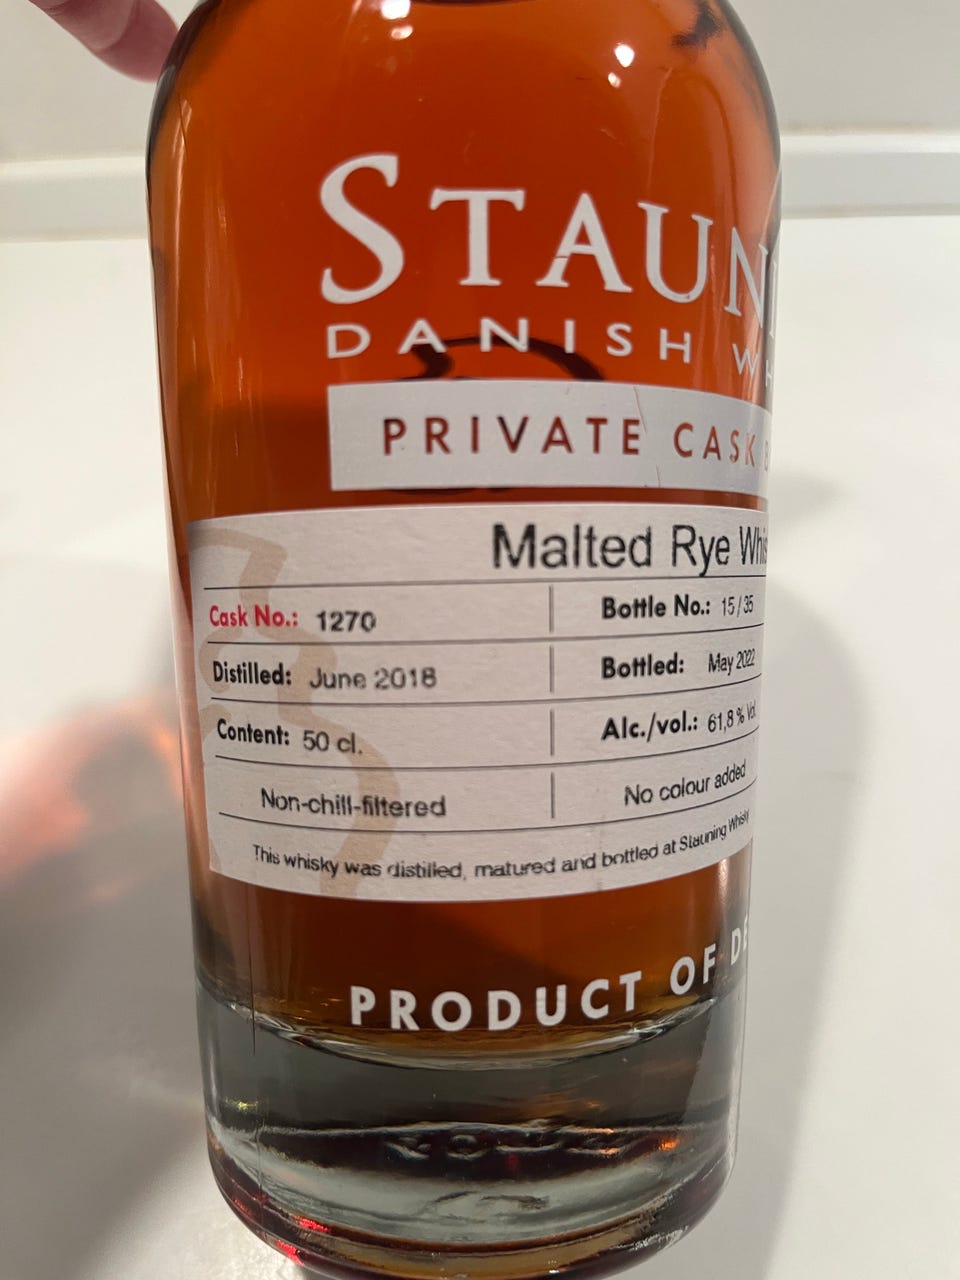 STAUN
DANISH WH
PRIVATE CASK
Malted Rye Whis
Cask No.: 1270
Bottle No.: 15/35
Distilled: June 2018
Bottled: May 2022
Content: 50 cl.
Alc./vol.: 61,8 % Vol
Non-chill-filtered
No colour added
This whisky was distilled, matured and bottled at Stauning Whisky
PRODUCT OF DE